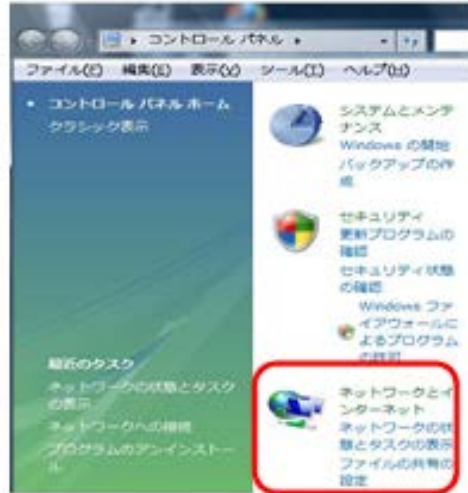 コントロール パネル
ファイル(F) 編集(E) 表示(V) ツール(T) ヘルプ(H)
コントロール パネル ホーム
クラシック表示
システムとメンテ
ナンス
Windows の開始
バックアップの作
成
セキュリティ
更新プログラムの
確認
セキュリティ状態
の確認
Windows ファ
イアウォールに
よるプログラム
の許可
最近のタスク
ネットワークの状態とタスク
の表示
ネットワークへの接続
プログラムのアンインストー
ル
ネットワークとイ
ンターネット
ネットワークの状
態とタスクの表示
ファイルの共有の
設定